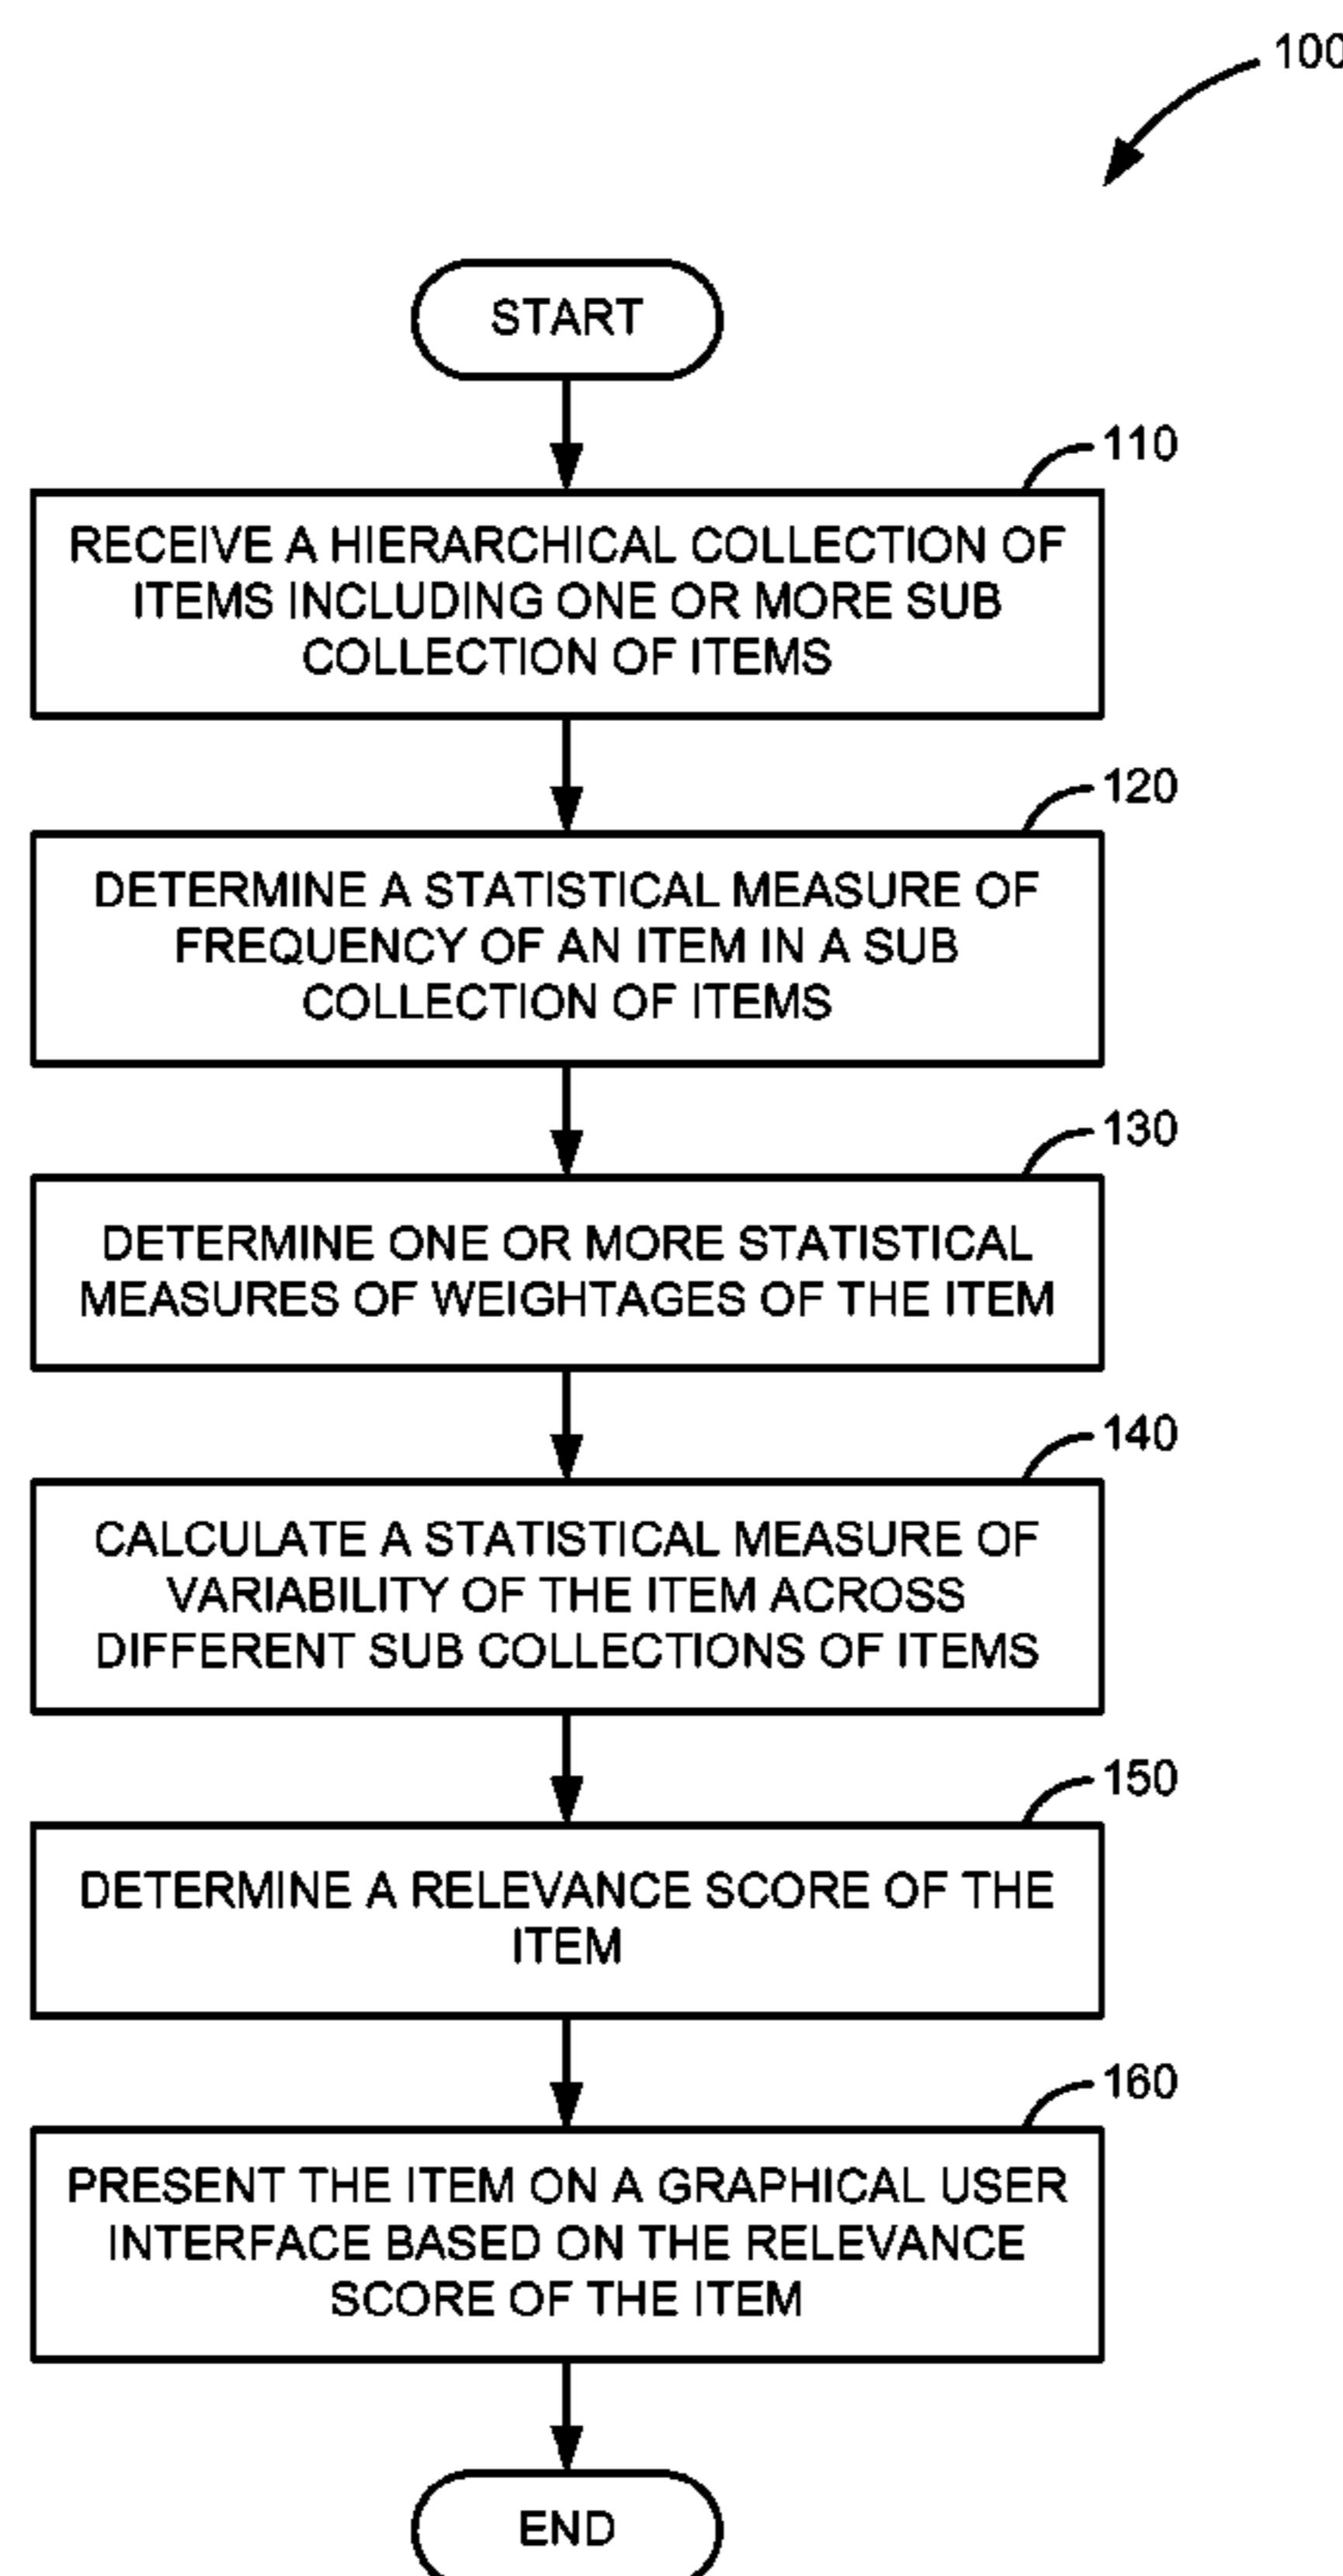 100
START
110
RECEIVE A HIERARCHICAL COLLECTION OF
ITEMS INCLUDING ONE OR MORE SUB
COLLECTION OF ITEMS
120
DETERMINE A STATISTICAL MEASURE OF
FREQUENCY OF AN ITEM IN A SUB
COLLECTION OF ITEMS
130
DETERMINE ONE OR MORE STATISTICAL
MEASURES OF WEIGHTAGES OF THE ITEM
140
CALCULATE A STATISTICAL MEASURE OF
VARIABILITY OF THE ITEM ACROSS
DIFFERENT SUB COLLECTIONS OF ITEMS
150
DETERMINE A RELEVANCE SCORE OF THE
ITEM
160
PRESENT THE ITEM ON A GRAPHICAL USER
INTERFACE BASED ON THE RELEVANCE
SCORE OF THE ITEM
END